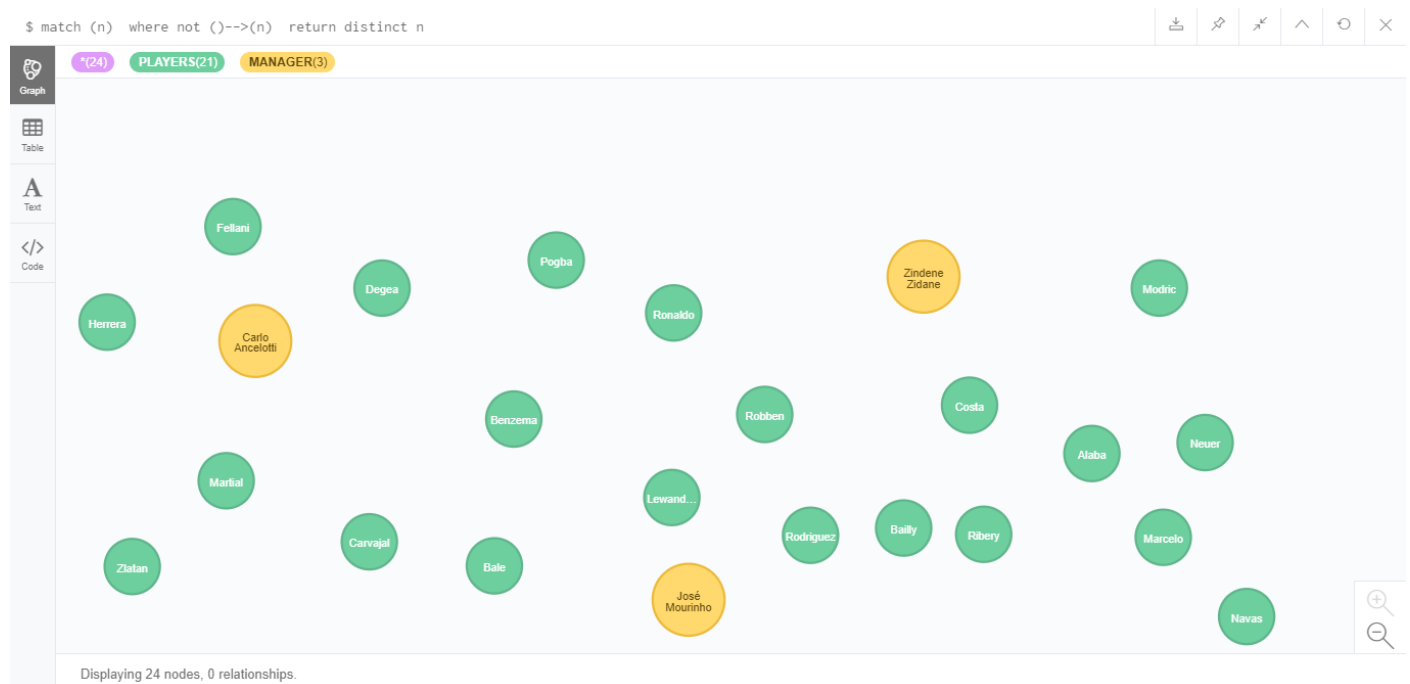 $ match (n)  where not ()-->(n)  return distinct n
*(24) PLAYERS(21) MANAGER(3)
Graph
Table
A
Text
</>
Code
Fellani
Pogba
Zindene
Zidane
Degea
Modric
Ronaldo
Herrera
Carlo
Ancelotti
Costa
Robben
Benzema
Neuer
Alaba
Martial
Lewand...
Bailly
Ribery
Rodriguez
Marcelo
Carvajal
Bale
Zlatan
José
Mourinho
Navas
Displaying 24 nodes, 0 relationships.